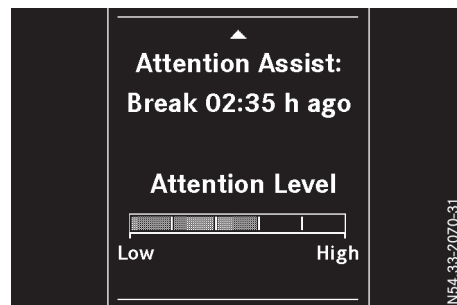 Attention Assist:
Break 02:35 h ago
Attention Level
Low High
N54.33-2070-31